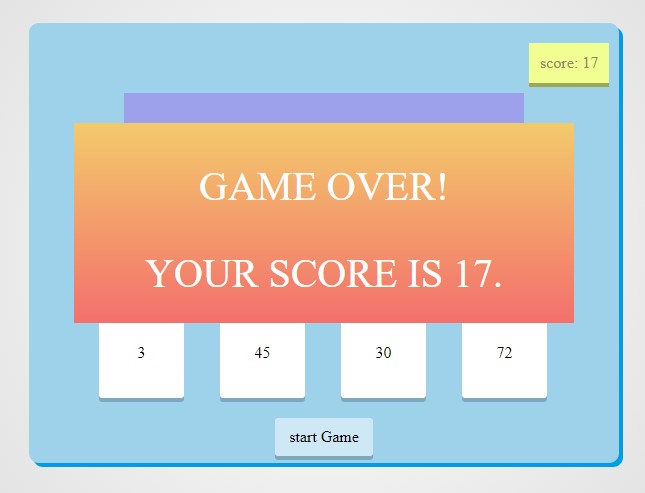 score: 17
GAME OVER!
YOUR SCORE IS 17.
3 45 30 72
start Game